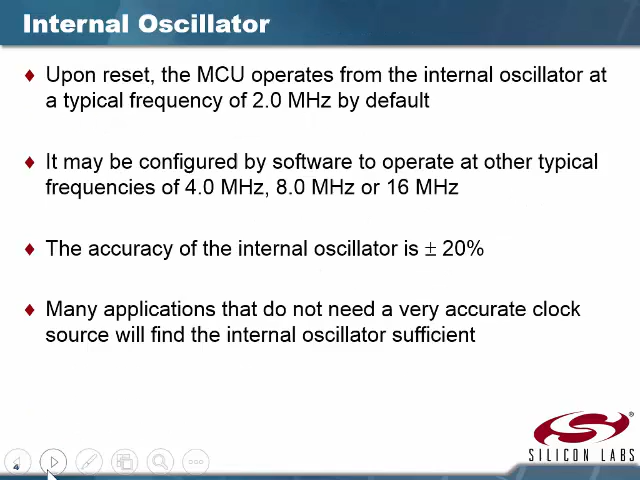 Internal Oscillator
♦ Upon reset, the MCU operates from the internal oscillator at
a typical frequency of 2.0 MHz by default
♦ It may be configured by software to operate at other typical
frequencies of 4.0 MHz, 8.0 MHz or 16 MHz
♦ The accuracy of the internal oscillator is ± 20%
♦ Many applications that do not need a very accurate clock
source will find the internal oscillator sufficient
SILICON LABS
4